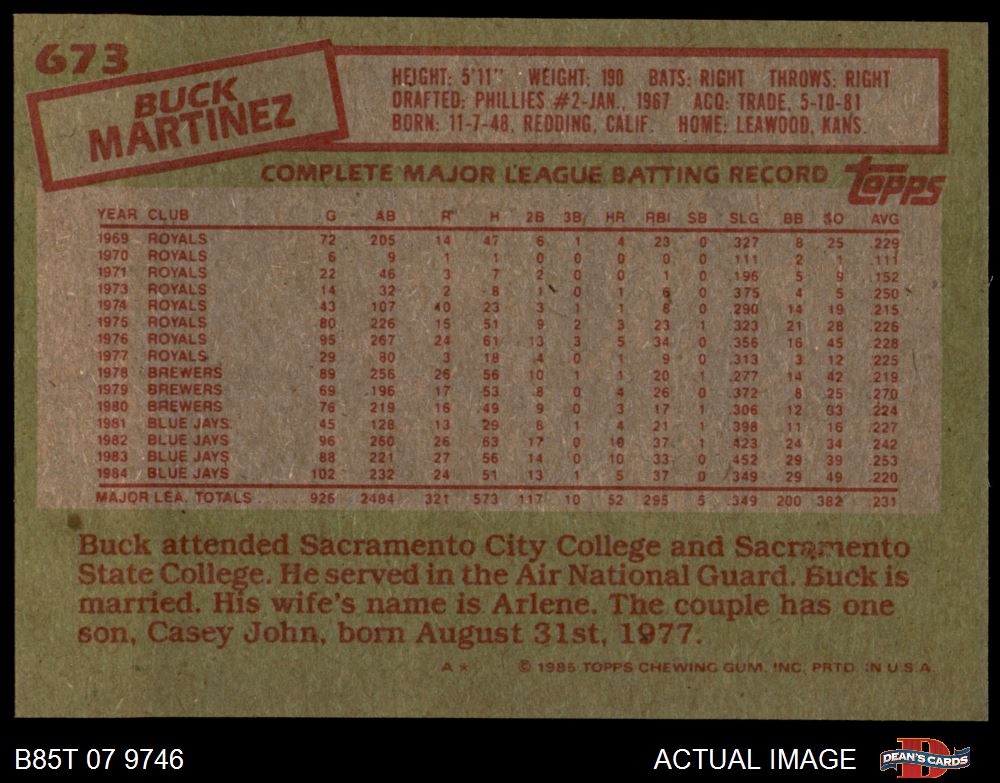 673
BUCK
MARTINEZ
HEIGHT: 5'11" WEIGHT: 190 BATS: RIGHT THROWS: RIGHT
DRAFTED: PHILLIES #2-JAN., 1967 ACQ: TRADE, 5-10-81
BORN: 11-7-48, REDDING, CALIF. HOME: LEAWOOD, KANS.
COMPLETE MAJOR LEAGUE BATTING RECORD topps
YEAR CLUB G AB R H 2B 3B HR RBI SB SLG BB SO AVG
1969 ROYALS 72 205 14 47 6 1 4 23 0 .327 8 25 .229
1970 ROYALS 6 9 1 1 0 0 0 0 0 .111 2 1 .111
1971 ROYALS 22 46 3 7 2 0 0 1 0 .196 5 9 .152
1973 ROYALS 14 32 2 8 1 0 1 6 0 .375 4 5 .250
1974 ROYALS 43 107 10 23 3 1 1 8 0 .290 14 19 .215
1975 ROYALS 80 226 15 51 9 2 3 23 1 .323 21 28 .226
1976 ROYALS 95 267 24 61 13 3 5 34 0 .356 16 45 .228
1977 ROYALS 29 80 3 18 4 0 1 9 0 .313 3 12 .225
1978 BREWERS 89 256 26 56 10 1 1 20 1 .277 14 42 .219
1979 BREWERS 69 196 17 53 8 0 4 26 0 .372 8 25 .270
1980 BREWERS 76 219 16 49 9 0 3 17 1 .306 12 33 .224
1981 BLUE JAYS 45 128 13 29 8 1 4 21 1 .398 11 16 .227
1982 BLUE JAYS 96 260 26 63 17 0 10 37 1 .423 24 34 .242
1983 BLUE JAYS 88 221 27 56 14 0 10 33 0 .452 29 39 .253
1984 BLUE JAYS 102 232 24 51 13 1 5 37 0 .349 29 49 .220
MAJOR LEA. TOTALS 926 2484 321 573 117 10 52 295 5 .349 200 382 .231
Buck attended Sacramento City College and Sacramento
State College. He served in the Air National Guard. Buck is
married. His wife's name is Arlene. The couple has one
son, Casey John, born August 31st, 1977.
A * © 1985 TOPPS CHEWING GUM, INC. PRTD. IN U.S.A.
B85T 07 9746 ACTUAL IMAGE DEAN'S CARDS